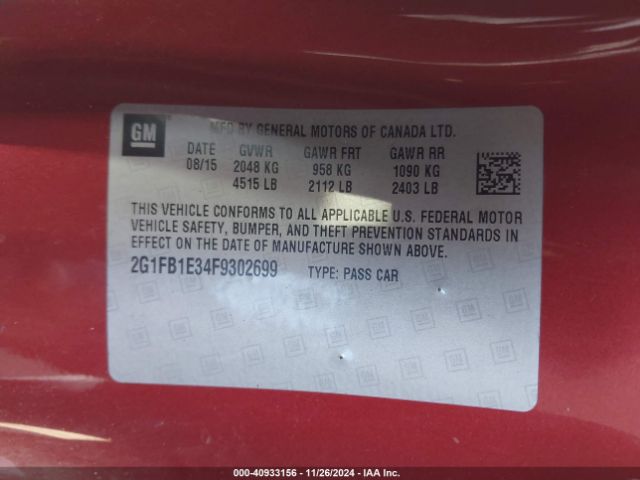 GM
MFD BY GENERAL MOTORS OF CANADA LTD.
DATE GVWR GAWR FRT GAWR RR
08/15 2048 KG 958 KG 1090 KG
4515 LB 2112 LB 2403 LB
THIS VEHICLE CONFORMS TO ALL APPLICABLE U.S. FEDERAL MOTOR
VEHICLE SAFETY, BUMPER, AND THEFT PREVENTION STANDARDS IN
EFFECT ON THE DATE OF MANUFACTURE SHOWN ABOVE.
2G1FB1E34F9302699 TYPE: PASS CAR
200-40933156 - 11/26/2024 - IAA Inc.